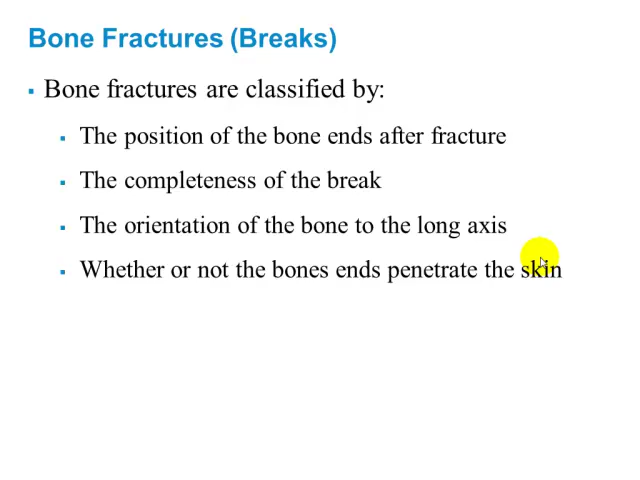 Bone Fractures (Breaks)
Bone fractures are classified by:
The position of the bone ends after fracture
The completeness of the break
The orientation of the bone to the long axis
Whether or not the bones ends penetrate the skin